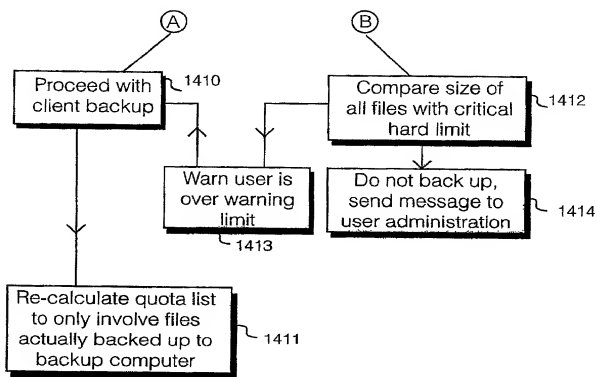 A
B
Proceed with
client backup
1410
Compare size of
all files with critical
hard limit
1412
Warn user is
over warning
limit
1413
Do not back up,
send message to
user administration
1414
Re-calculate quota list
to only involve files
actually backed up to
backup computer
1411